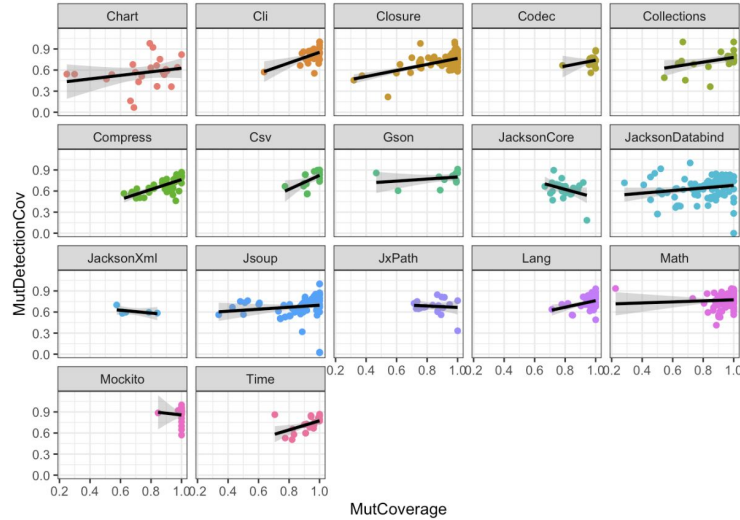 Chart Cli Closure Codec Collections
0.9
0.6
0.3
0.0
Compress Csv Gson JacksonCore JacksonDatabind
0.9
0.6
0.3
0.0
JacksonXml Jsoup JxPath Lang Math
0.9
0.6
0.3
0.0
0.2 0.4 0.6 0.8 1.0 0.2 0.4 0.6 0.8 1.0 0.2 0.4 0.6 0.8 1.0
Mockito Time
0.9
0.6
0.3
0.0
0.2 0.4 0.6 0.8 1.0 0.2 0.4 0.6 0.8 1.0
MutDetectionCov
MutCoverage